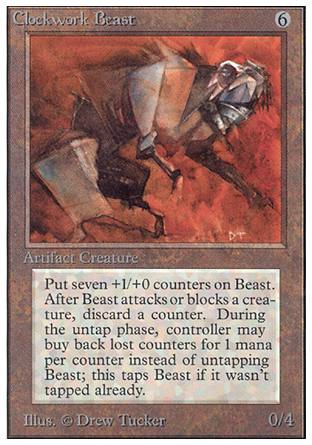 Clockwork Beast 6
DT
Artifact Creature
Put seven +1/+0 counters on Beast.
After Beast attacks or blocks a crea-
ture, discard a counter. During
the untap phase, controller may
buy back lost counters for 1 mana
per counter instead of untapping
Beast; this taps Beast if it wasn't
tapped already.
Illus. © Drew Tucker 0/4